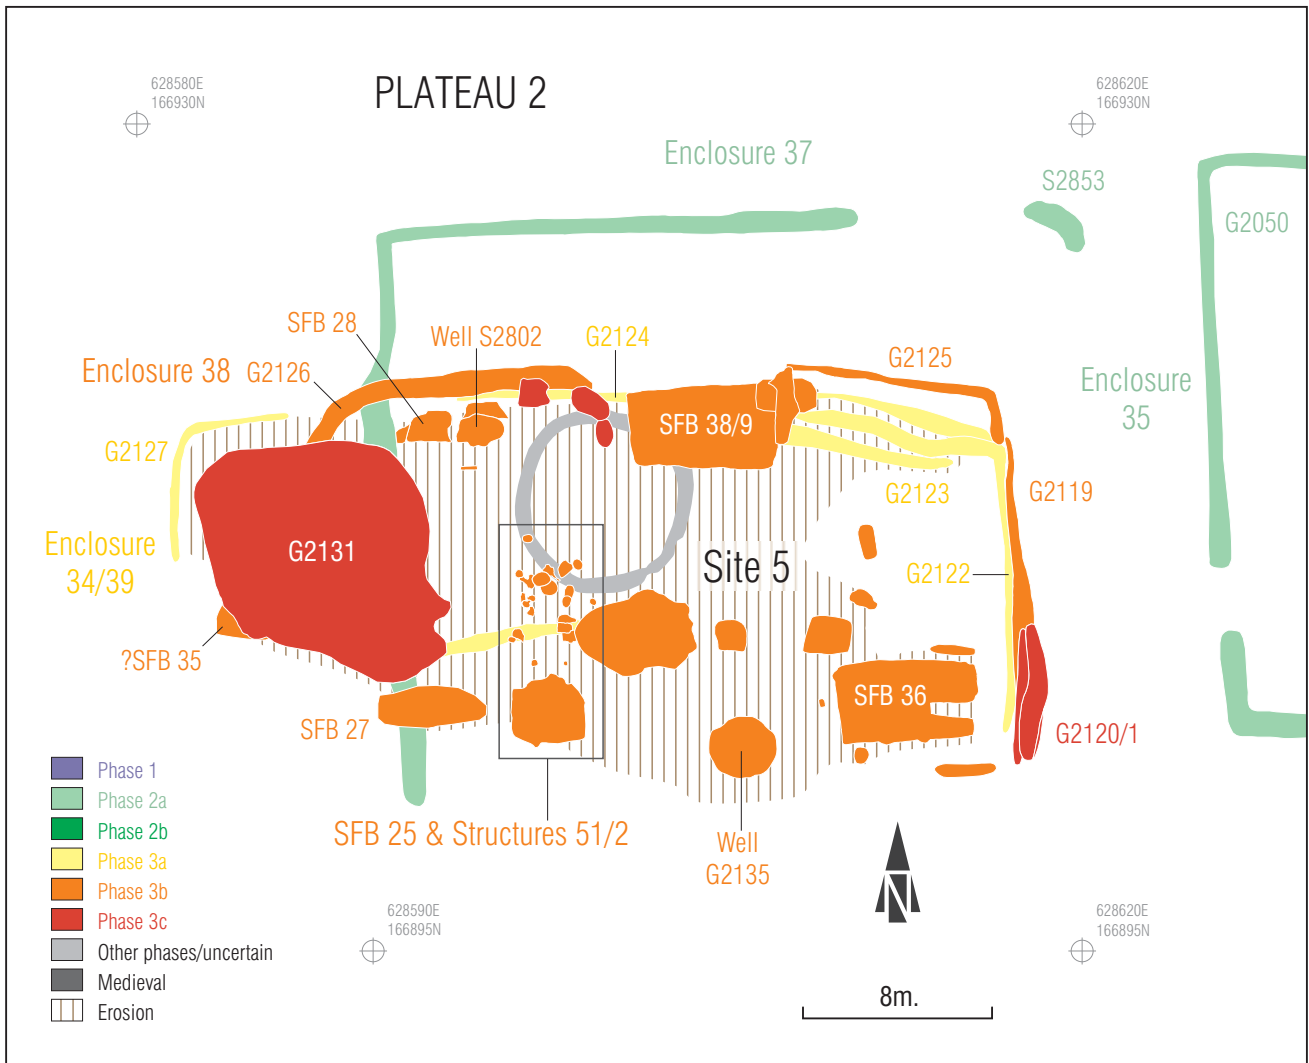 628580E
166930N
PLATEAU 2
628620E
166930N
Enclosure 37
S2853
G2050
SFB 28
Well S2802
G2124
G2125
Enclosure 38
G2126
Enclosure
35
SFB 38/9
G2127
G2123
G2119
Enclosure
34/39
G2131
Site 5
G2122
?SFB 35
SFB 36
SFB 27
G2120/1
SFB 25 & Structures 51/2
Well
G2135
Phase 1
Phase 2a
Phase 2b
Phase 3a
Phase 3b
Phase 3c
Other phases/uncertain
Medieval
Erosion
628590E
166895N
N
628620E
166895N
8m.